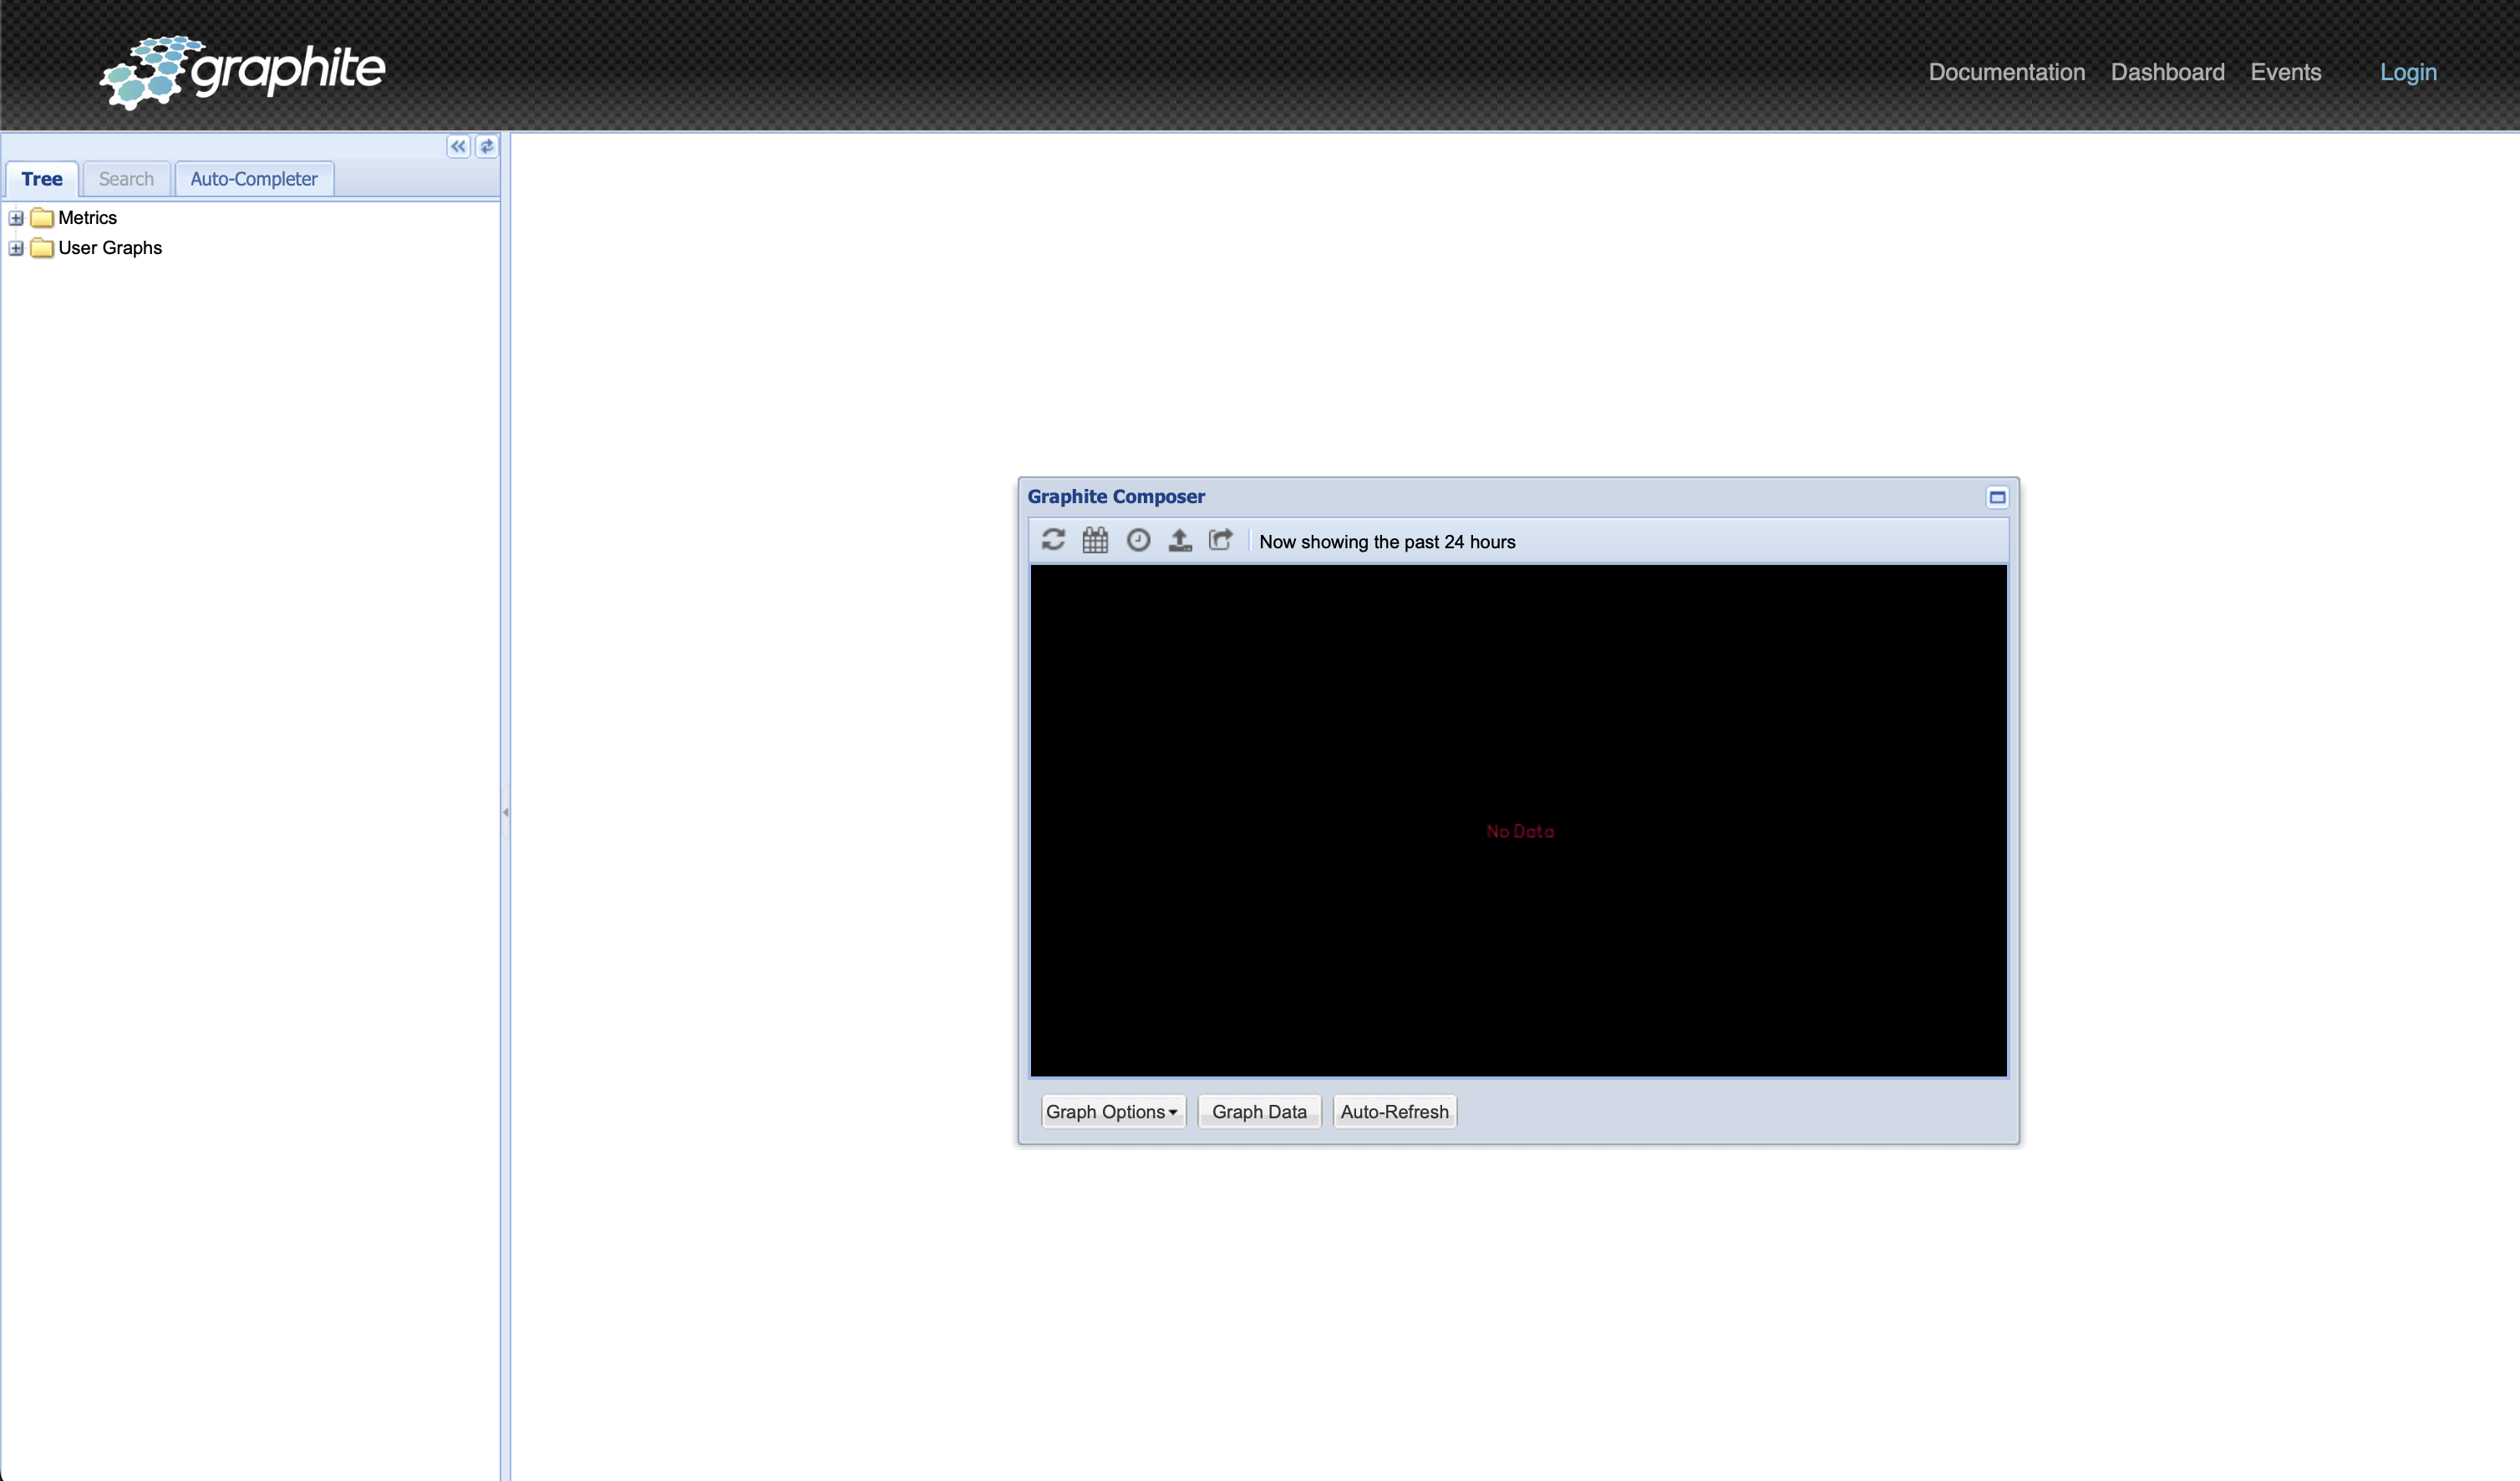 graphite
Documentation Dashboard Events Login
Tree Search Auto-Completer
Metrics
User Graphs
Graphite Composer
Now showing the past 24 hours
No Data
Graph Options Graph Data Auto-Refresh